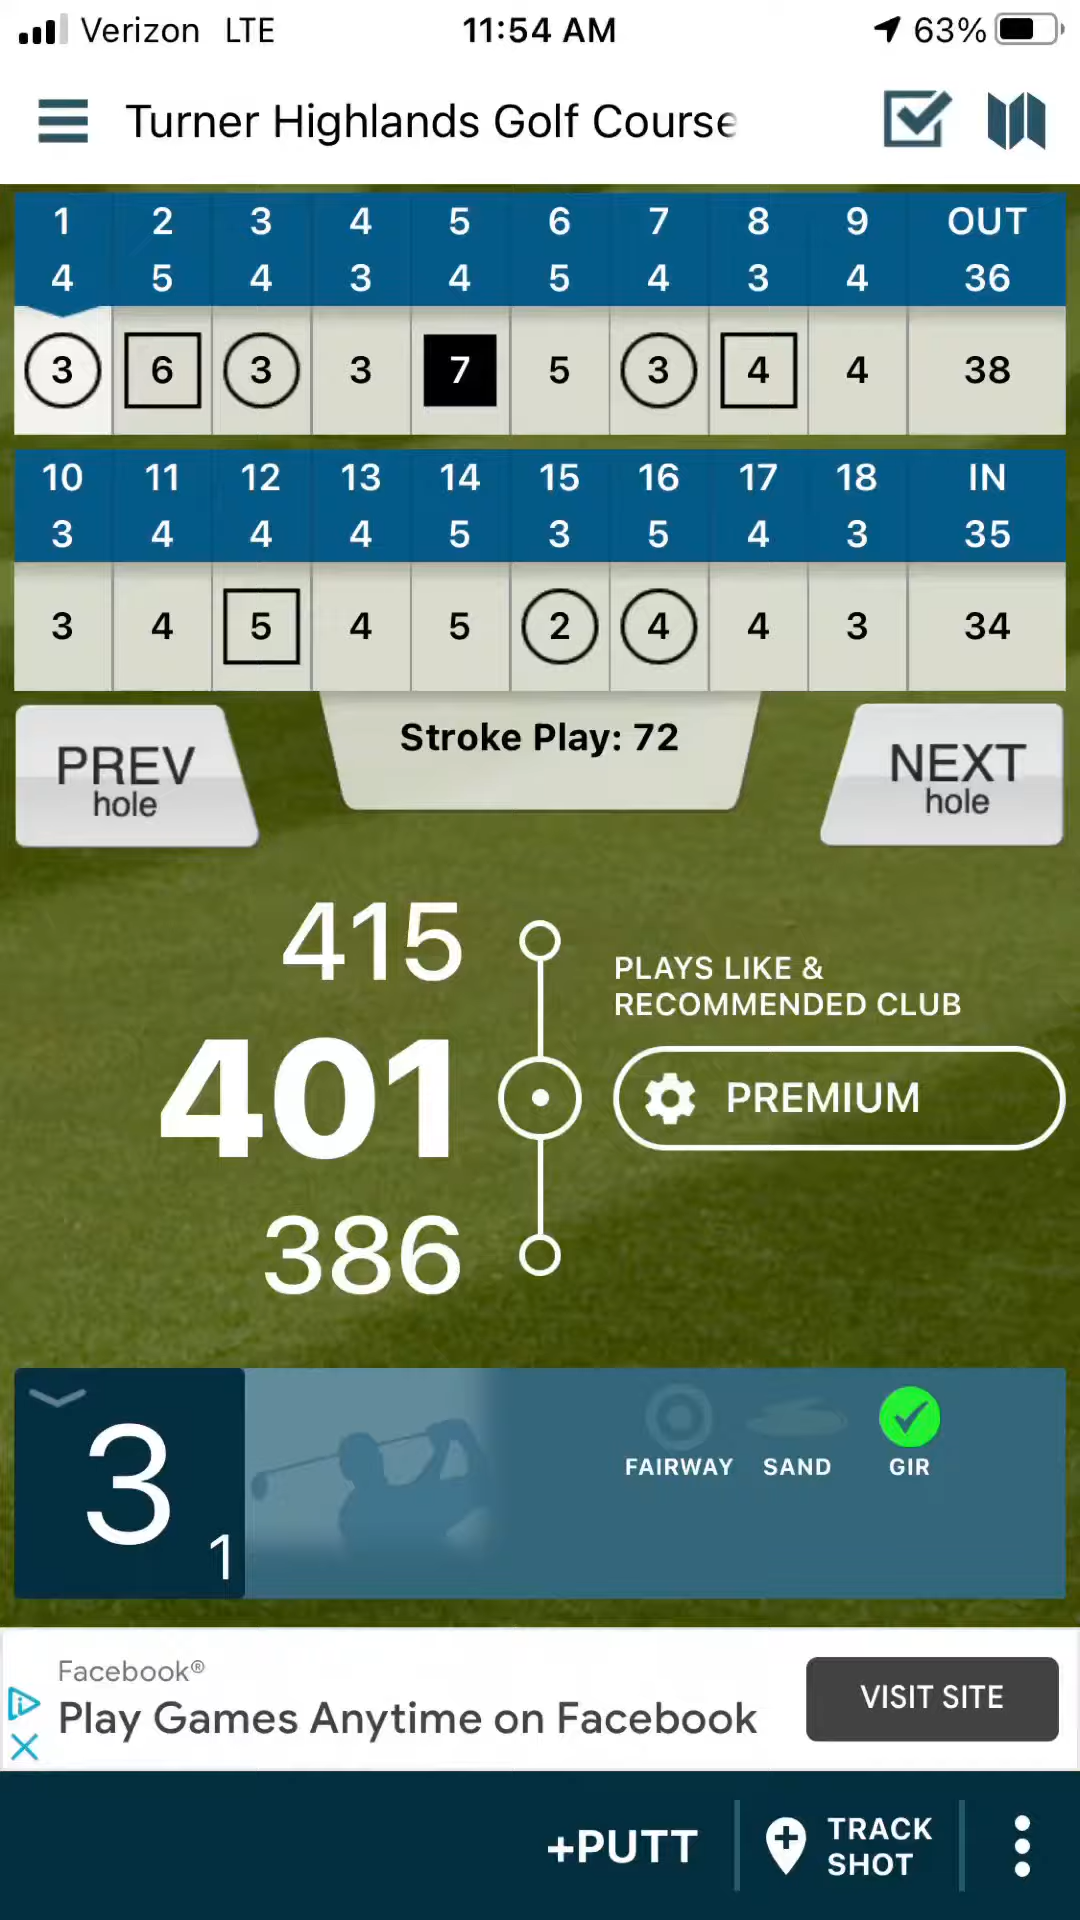 Verizon LTE 11:54 AM 63%
Turner Highlands Golf Course
1 2 3 4 5 6 7 8 9 OUT
4 5 4 3 4 5 4 3 4 36
3 6 3 3 7 5 3 4 4 38
10 11 12 13 14 15 16 17 18 IN
3 4 4 4 5 3 5 4 3 35
3 4 5 4 5 2 4 4 3 34
Stroke Play: 72
PREV
hole
NEXT
hole
415
401
386
PLAYS LIKE &
RECOMMENDED CLUB
PREMIUM
3 1
FAIRWAY SAND GIR
Facebook®
Play Games Anytime on Facebook
VISIT SITE
+PUTT
TRACK
SHOT